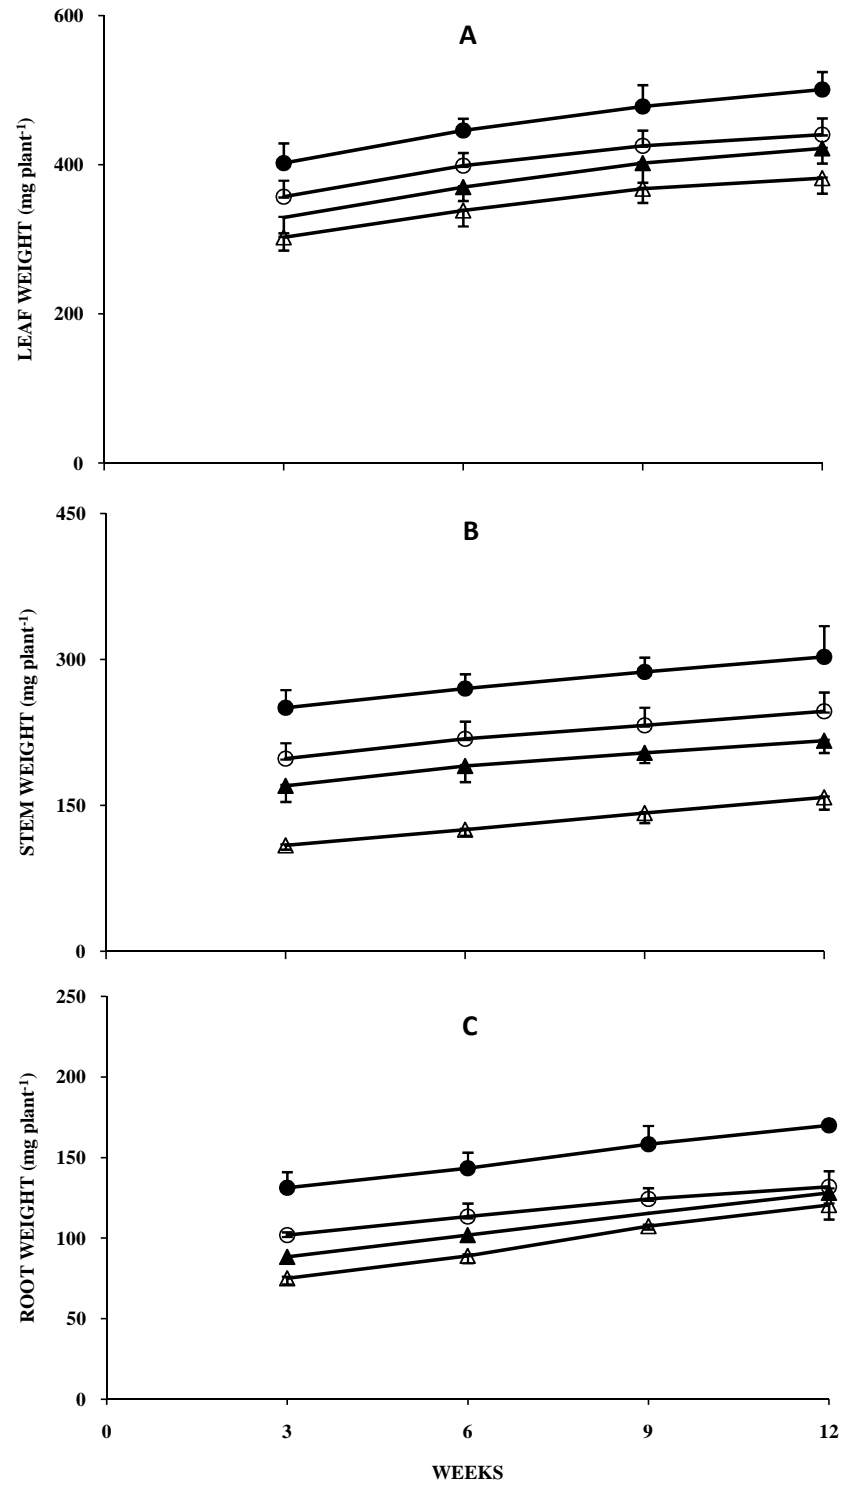 A
600
400
200
0
LEAF WEIGHT (mg plant⁻¹)
B
450
300
150
0
STEM WEIGHT (mg plant⁻¹)
C
250
200
150
100
50
0
ROOT WEIGHT (mg plant⁻¹)
0 3 6 9 12
WEEKS